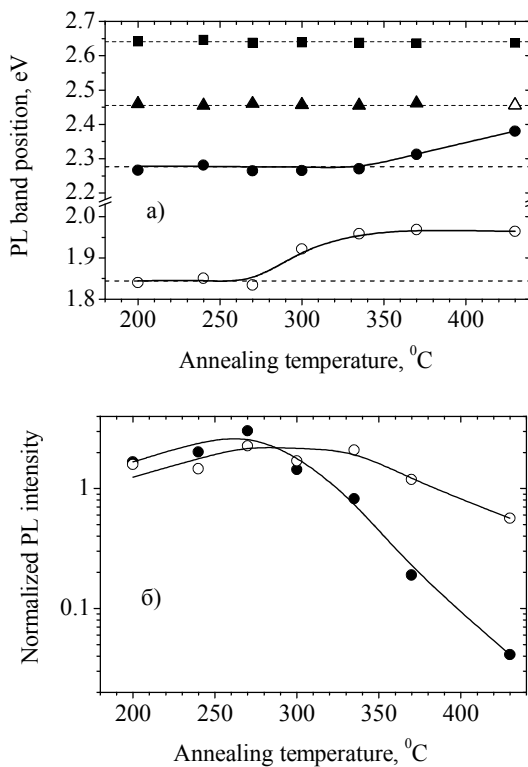 2.7
2.6
2.5
2.4
2.3
2.2
2.0
1.9
1.8
PL band position, eV
а)
200 250 300 350 400
Annealing temperature, ⁰C
1
0.1
Normalized PL intensity
б)
200 250 300 350 400
Annealing temperature, ⁰C